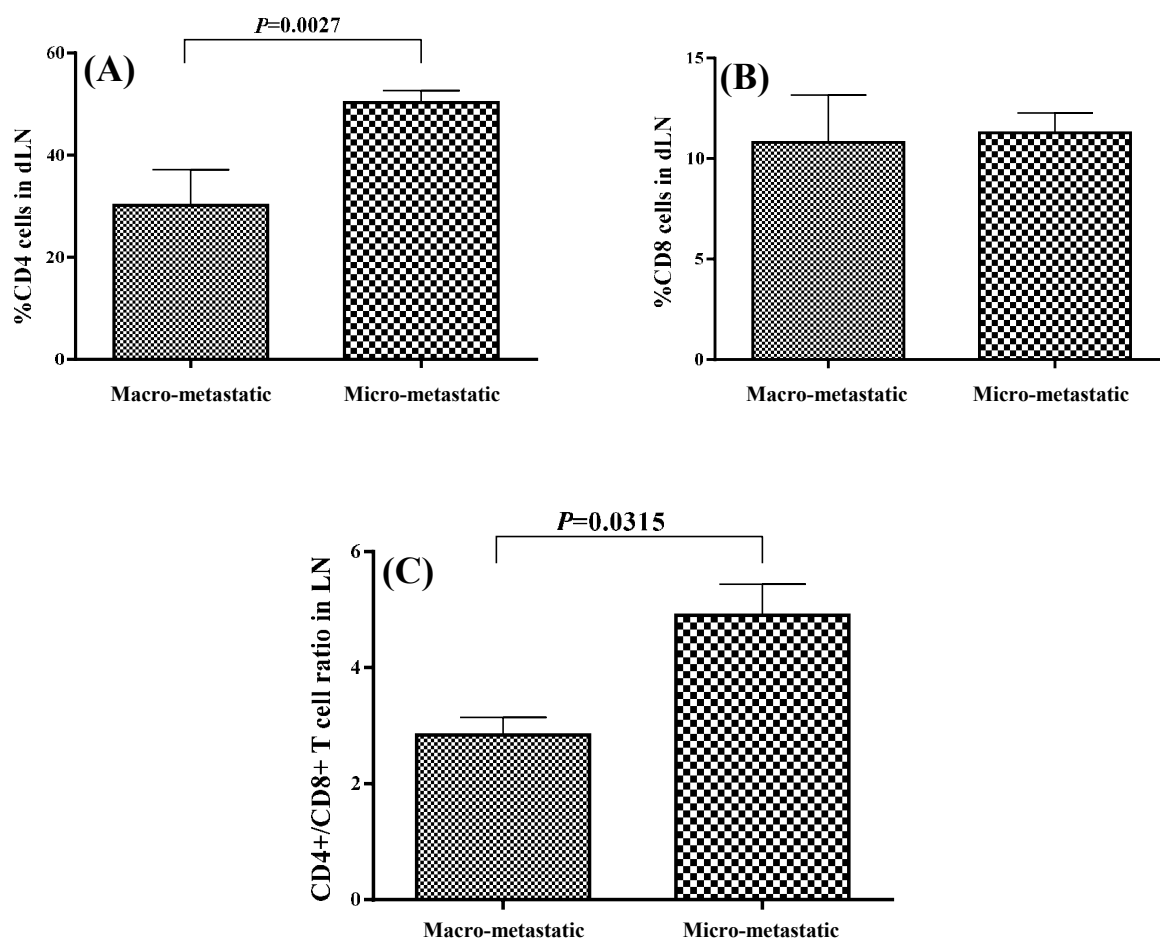 P=0.0027
(A)
%CD4 cells in dLN
60
40
20
0
Macro-metastatic
Micro-metastatic
(B)
%CD8 cells in dLN
15
10
5
0
Macro-metastatic
Micro-metastatic
P=0.0315
(C)
CD4+/CD8+ T cell ratio in LN
6
4
2
0
Macro-metastatic
Micro-metastatic